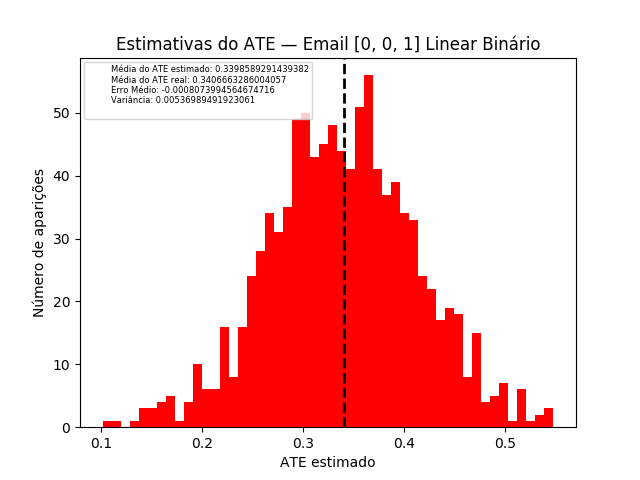 Estimativas do ATE — Email [0, 0, 1] Linear Binário
Média do ATE estimado: 0.3398589291439382
Média do ATE real: 0.3406663286004057
Erro Médio: -0.0008073994564674716
Variância: 0.00536989491923061
Número de aparições
50
40
30
20
10
0
0.1 0.2 0.3 0.4 0.5
ATE estimado